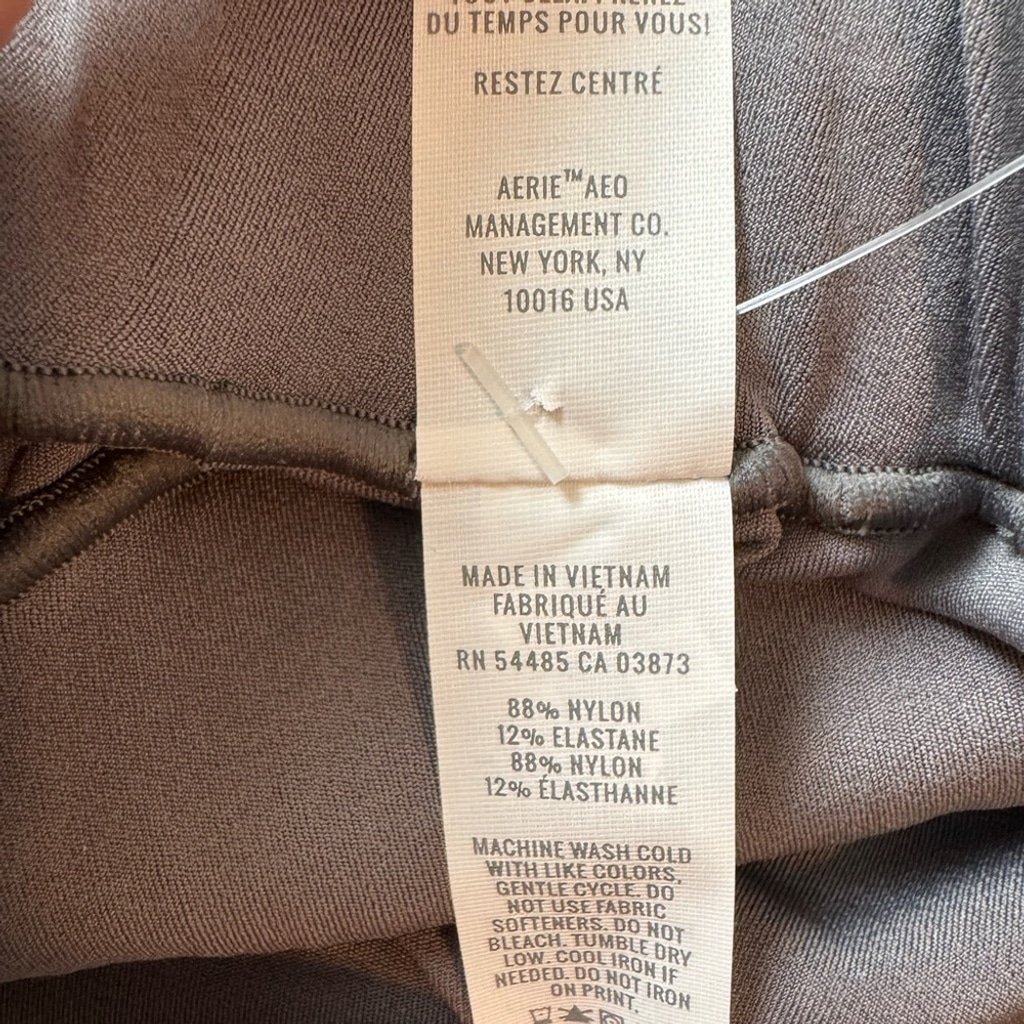 DU TEMPS POUR VOUS!
RESTEZ CENTRÉ
AERIE™AEO
MANAGEMENT CO.
NEW YORK, NY
10016 USA
MADE IN VIETNAM
FABRIQUÉ AU
VIETNAM
RN 54485 CA 03873
88% NYLON
12% ELASTANE
88% NYLON
12% ÉLASTHANNE
MACHINE WASH COLD
WITH LIKE COLORS,
GENTLE CYCLE. DO
NOT USE FABRIC
SOFTENERS. DO NOT
BLEACH. TUMBLE DRY
LOW. COOL IRON IF
NEEDED. DO NOT IRON
ON PRINT.